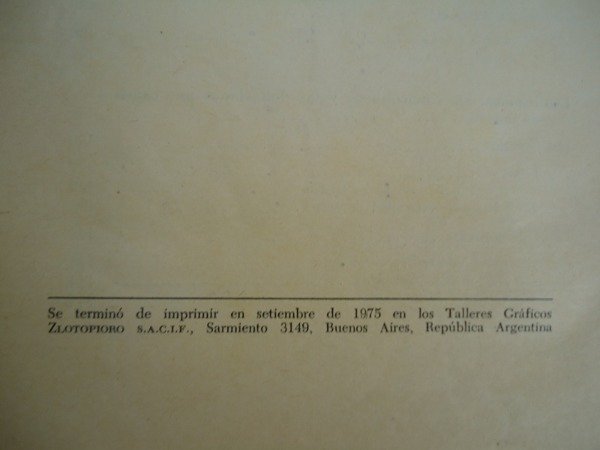 Se terminó de imprimir en setiembre de 1975 en los Talleres Gráficos
ZLOTOPIORO S.A.C.I.F., Sarmiento 3149, Buenos Aires, República Argentina